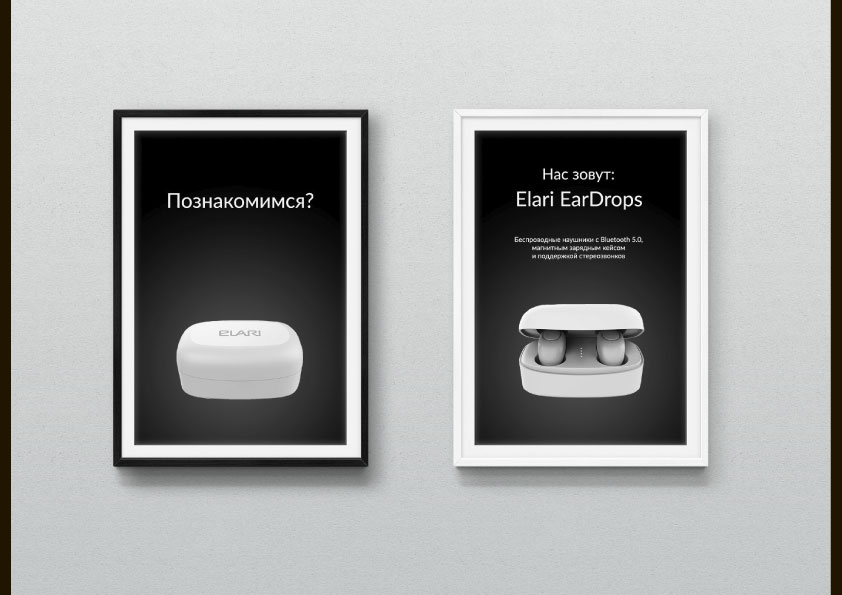 Познакомимся?
ELARI
Нас зовут:
Elari EarDrops
Беспроводные наушники с Bluetooth 5.0,
магнитным зарядным кейсом
и поддержкой стереозвонков